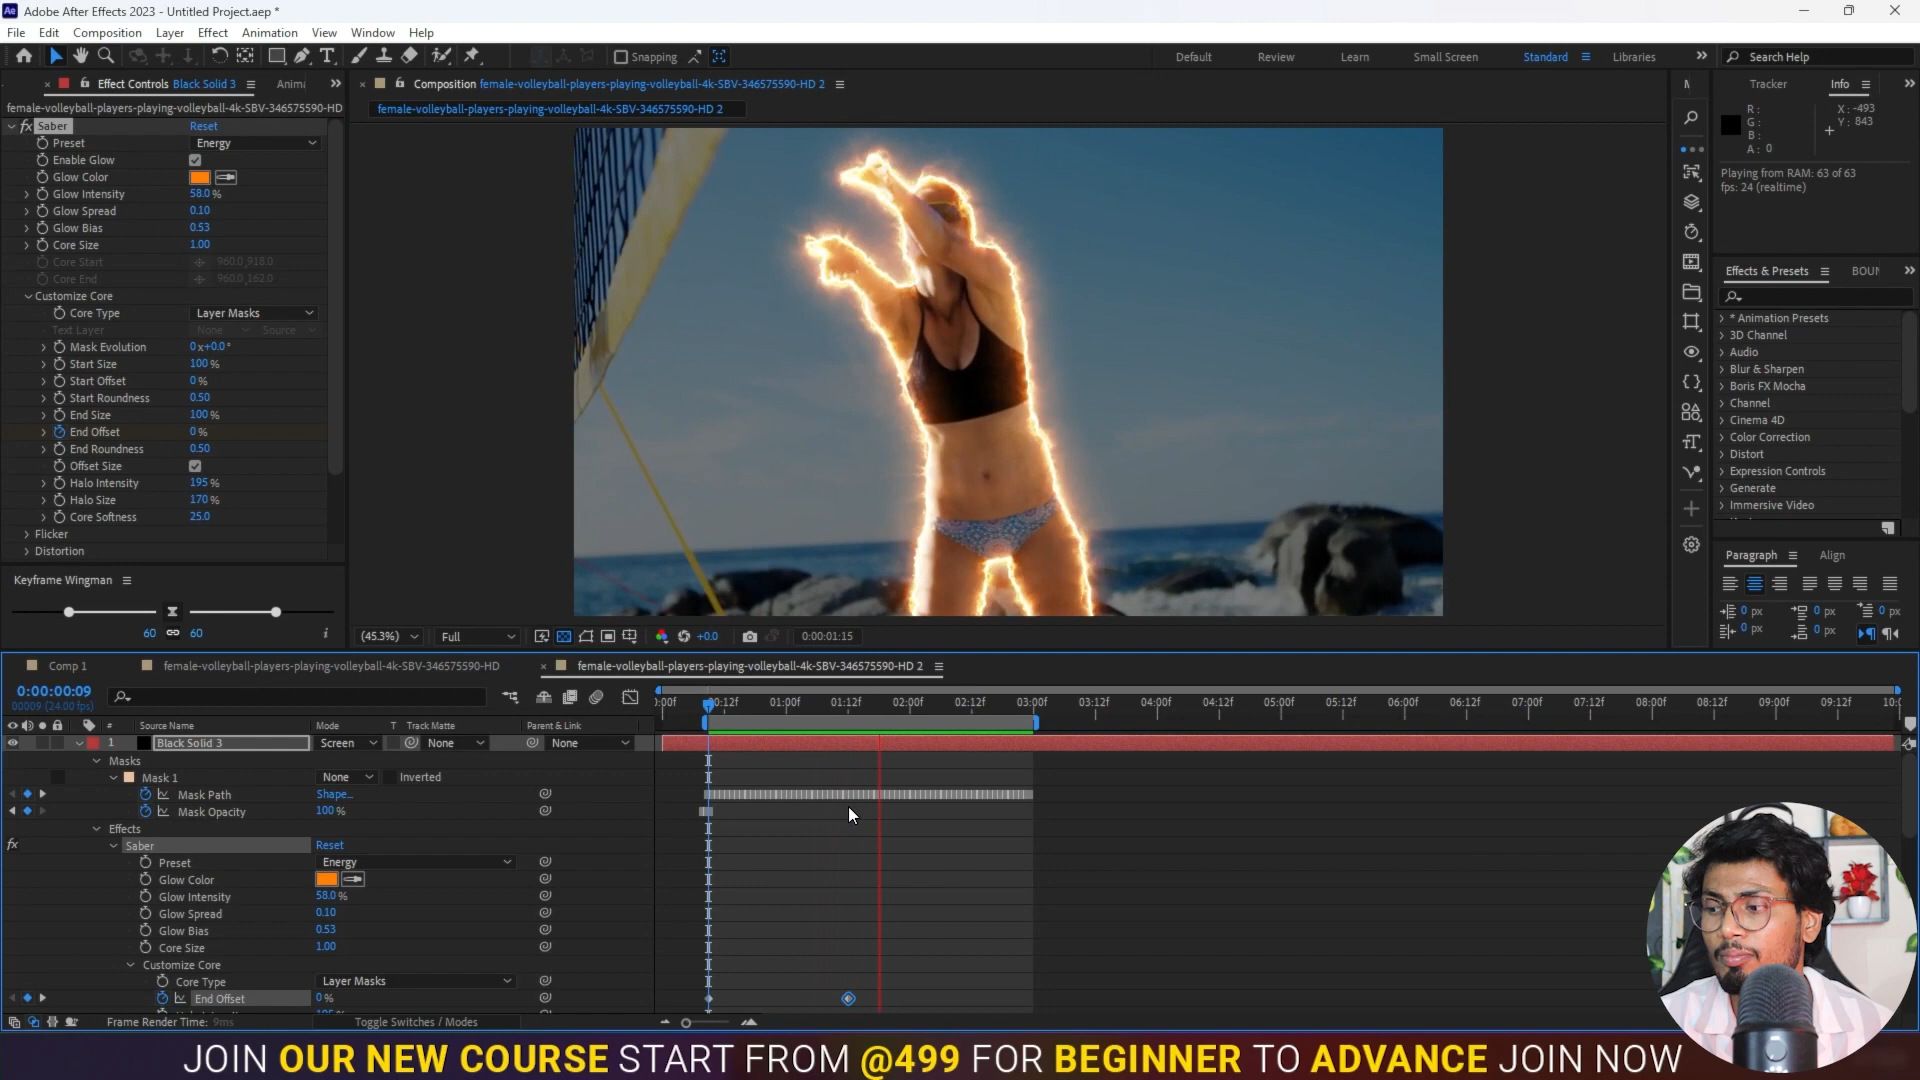 Adobe After Effects 2023 - Untitled Project.aep *
File Edit Composition Layer Effect Animation View Window Help
Snapping Default Review Learn Small Screen Standard Libraries Search Help
Effect Controls Black Solid 3 Animi
female-volleyball-players-playing-volleyball-4k-SBV-346575590-HD
fx Saber Reset
Preset Energy
Enable Glow
Glow Color
Glow Intensity 58.0 %
Glow Spread 0.10
Glow Bias 0.53
Core Size 1.00
Core Start 960.0,918.0
Core End 960.0,162.0
Customize Core
Core Type Layer Masks
Text Layer None Source
Mask Evolution 0x+0.0°
Start Size 100 %
Start Offset 0 %
Start Roundness 0.50
End Size 100 %
End Offset 0 %
End Roundness 0.50
Offset Size
Halo Intensity 195 %
Halo Size 170 %
Core Softness 25.0
Flicker
Distortion
Keyframe Wingman
60 60 i
Composition female-volleyball-players-playing-volleyball-4k-SBV-346575590-HD 2
female-volleyball-players-playing-volleyball-4k-SBV-346575590-HD 2
(45.3%) Full +0.0 0:00:01:15
Tracker Info
R: X: -493
G: Y: 843
B:
A: 0
Playing from RAM: 63 of 63
fps: 24 (realtime)
Effects & Presets BOUN
* Animation Presets
3D Channel
Audio
Blur & Sharpen
Boris FX Mocha
Channel
Cinema 4D
Color Correction
Distort
Expression Controls
Generate
Immersive Video
Paragraph Align
0 px 0 px 0 px
0 px 0 px
Comp 1 female-volleyball-players-playing-volleyball-4k-SBV-346575590-HD female-volleyball-players-playing-volleyball-4k-SBV-346575590-HD 2
0:00:00:09
00009 (24.00 fps)
:00f 0:12f 01:00f 01:12f 02:00f 02:12f 03:00f 03:12f 04:00f 04:12f 05:00f 05:12f 06:00f 06:12f 07:00f 07:12f 08:00f 08:12f 09:00f 09:12f 10:0
# Source Name Mode T Track Matte Parent & Link
1 Black Solid 3 Screen None None
Masks
Mask 1 None Inverted
Mask Path Shape...
Mask Opacity 100 %
Effects
fx Saber Reset
Preset Energy
Glow Color
Glow Intensity 58.0 %
Glow Spread 0.10
Glow Bias 0.53
Core Size 1.00
Customize Core
Core Type Layer Masks
End Offset 0 %
Frame Render Time: 9ms Toggle Switches / Modes
JOIN OUR NEW COURSE START FROM @499 FOR BEGINNER TO ADVANCE JOIN NOW